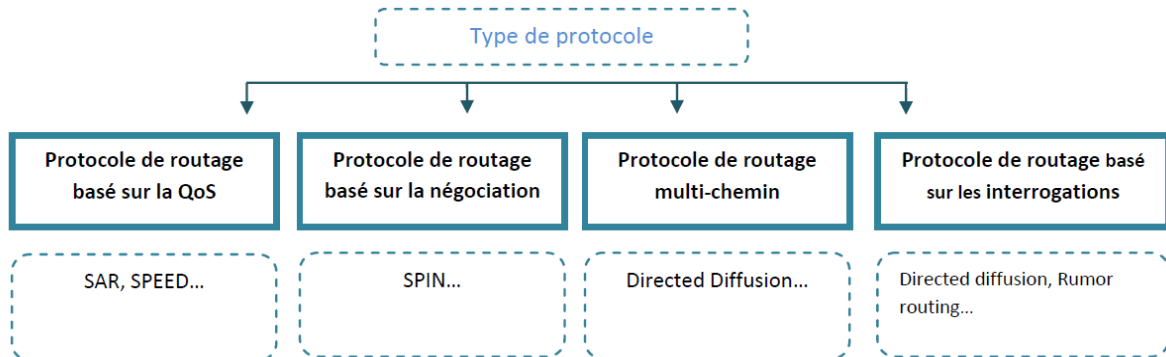 Type de protocole
Protocole de routage
basé sur la QoS
Protocole de routage
basé sur la négociation
Protocole de routage
multi-chemin
Protocole de routage basé
sur les interrogations
SAR, SPEED...
SPIN...
Directed Diffusion...
Directed diffusion, Rumor
routing...